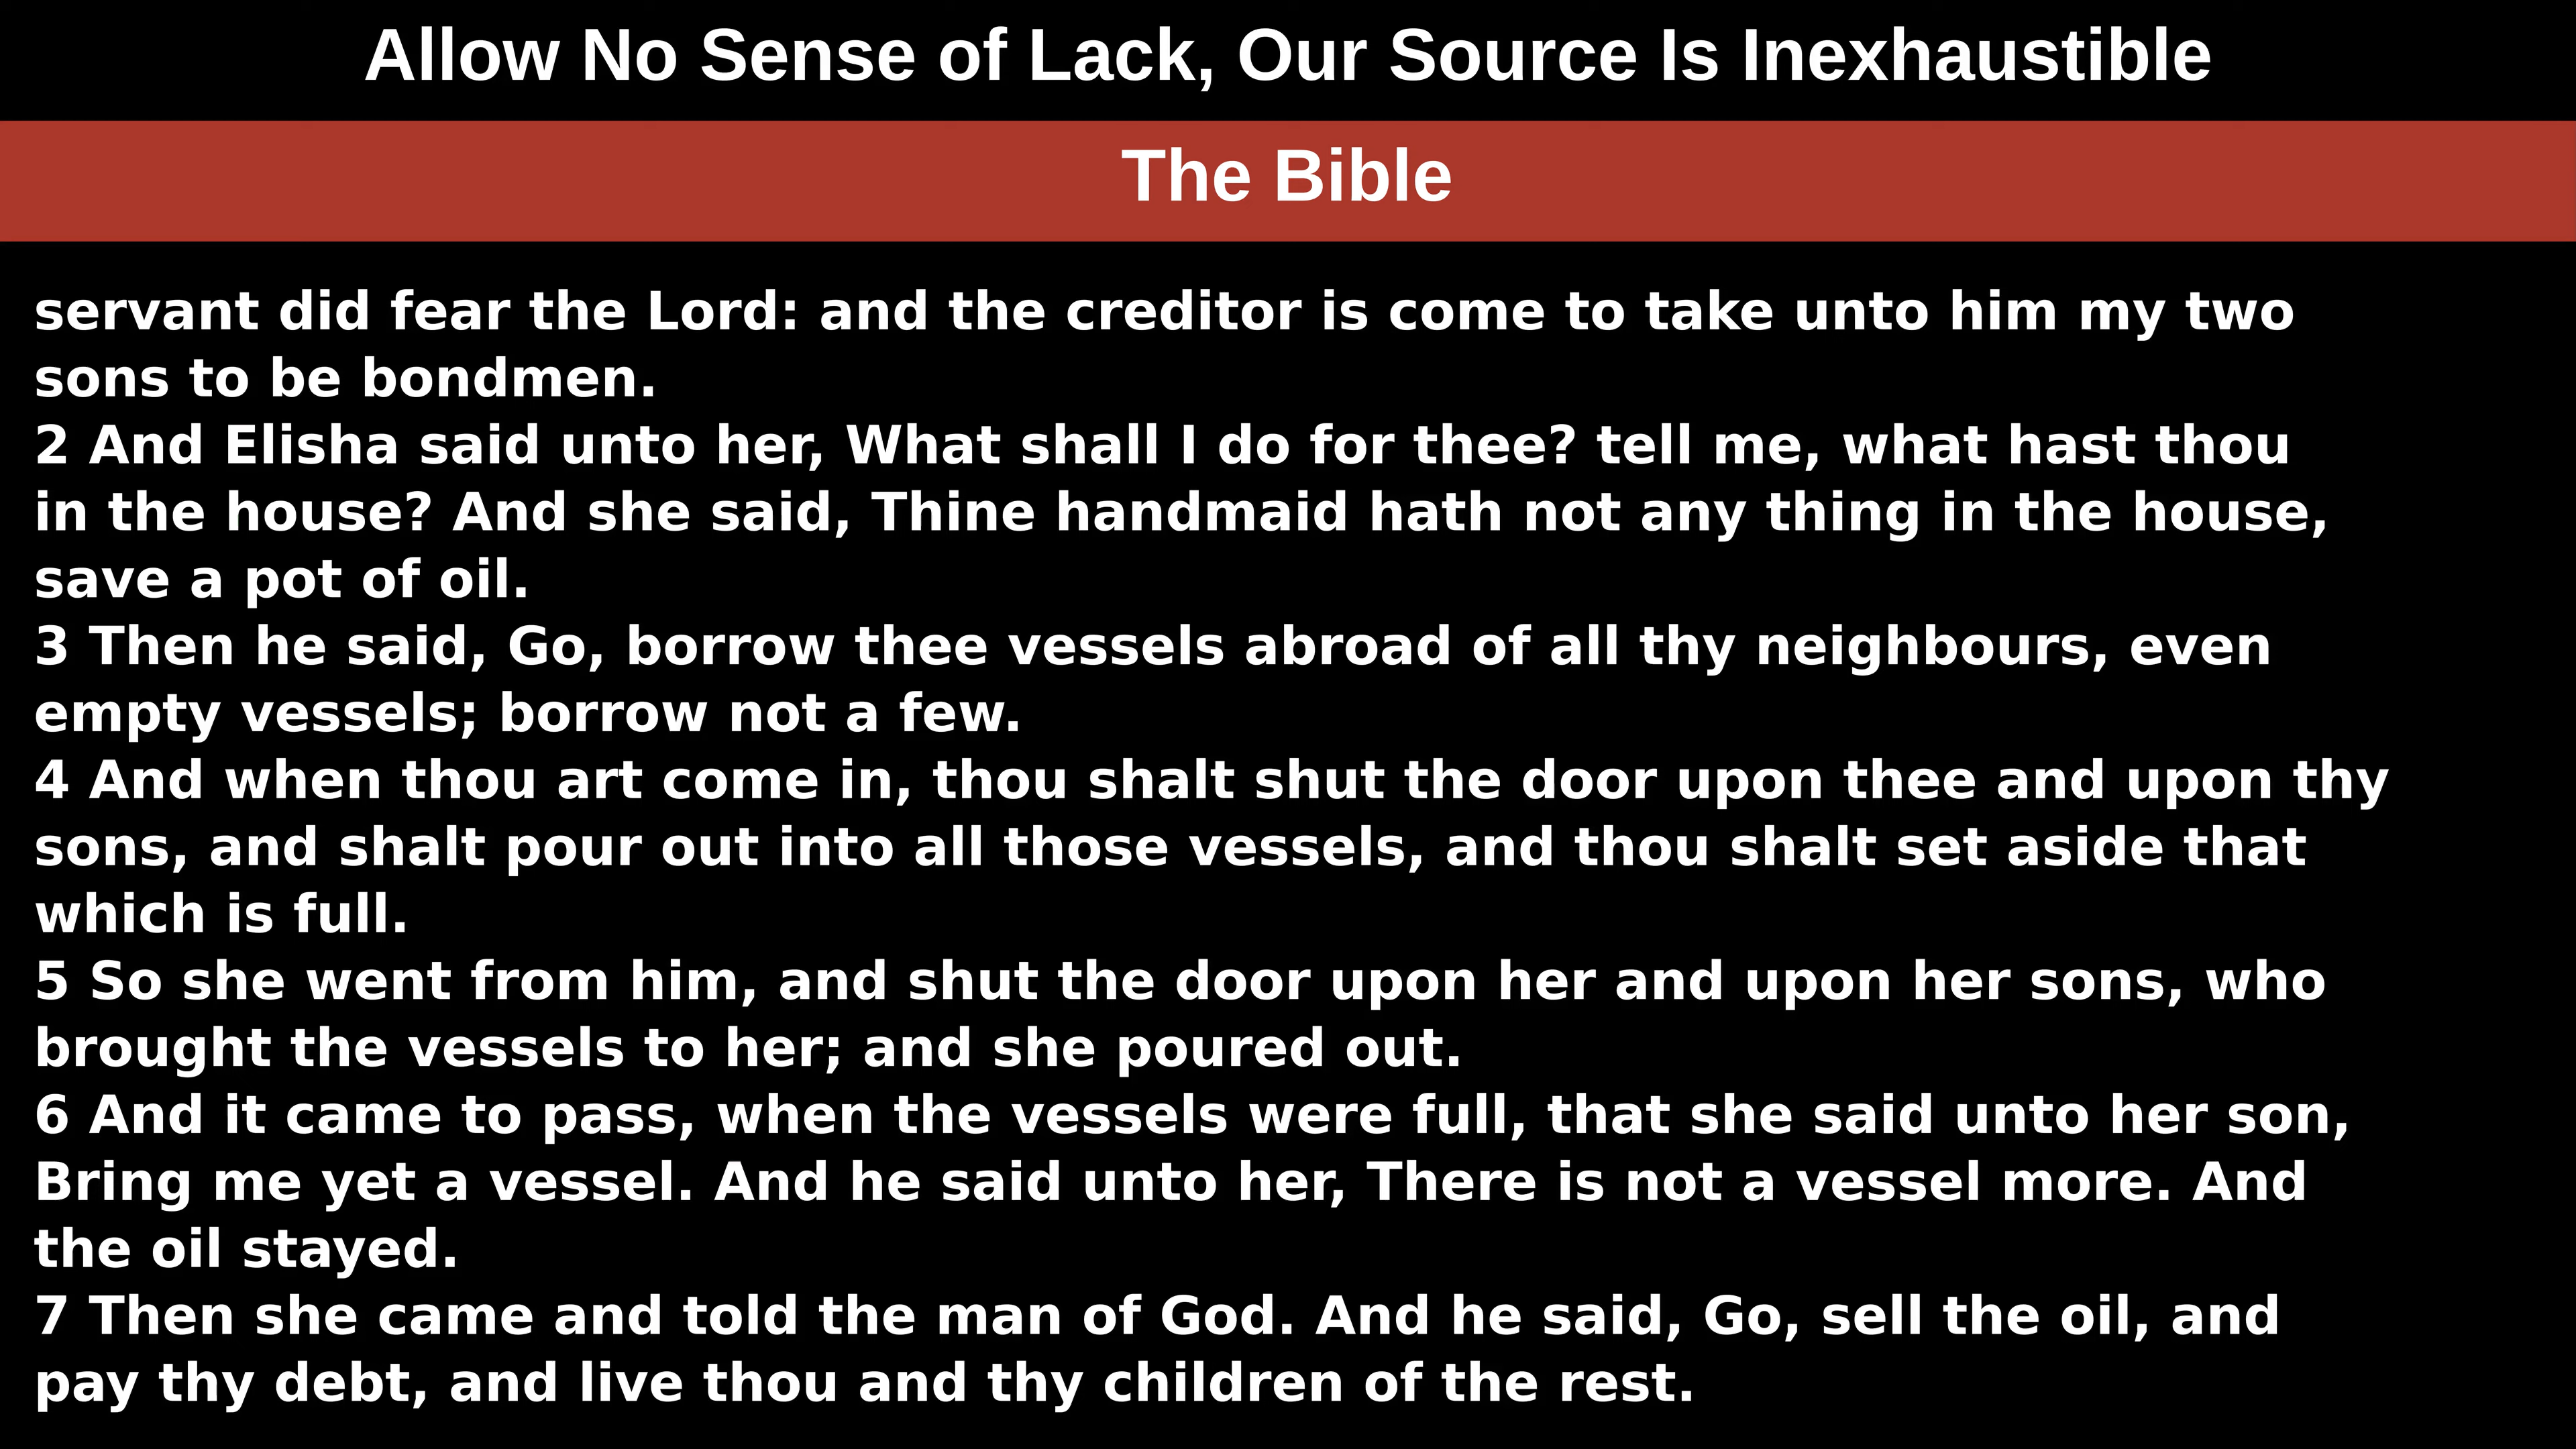 Allow No Sense of Lack, Our Source Is Inexhaustible
The Bible
servant did fear the Lord: and the creditor is come to take unto him my two
sons to be bondmen.
2 And Elisha said unto her, What shall I do for thee? tell me, what hast thou
in the house? And she said, Thine handmaid hath not any thing in the house,
save a pot of oil.
3 Then he said, Go, borrow thee vessels abroad of all thy neighbours, even
empty vessels; borrow not a few.
4 And when thou art come in, thou shalt shut the door upon thee and upon thy
sons, and shalt pour out into all those vessels, and thou shalt set aside that
which is full.
5 So she went from him, and shut the door upon her and upon her sons, who
brought the vessels to her; and she poured out.
6 And it came to pass, when the vessels were full, that she said unto her son,
Bring me yet a vessel. And he said unto her, There is not a vessel more. And
the oil stayed.
7 Then she came and told the man of God. And he said, Go, sell the oil, and
pay thy debt, and live thou and thy children of the rest.